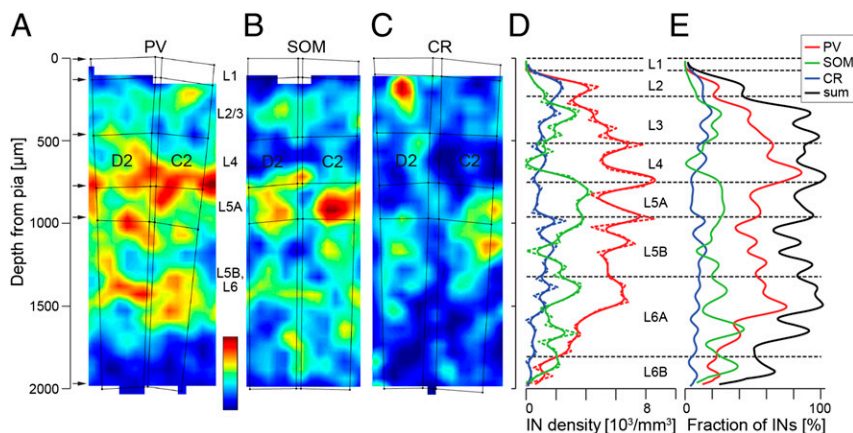 A B C D E
PV SOM CR
PV
SOM
CR
sum
Depth from pia [µm]
0
500
1000
1500
2000
D2 C2
D2 C2
D2 C2
L1
L2/3
L4
L5A
L5B,
L6
L1
L2
L3
L4
L5A
L5B
L6A
L6B
0 4 8
IN density [10³/mm³]
0 100
Fraction of INs [%]